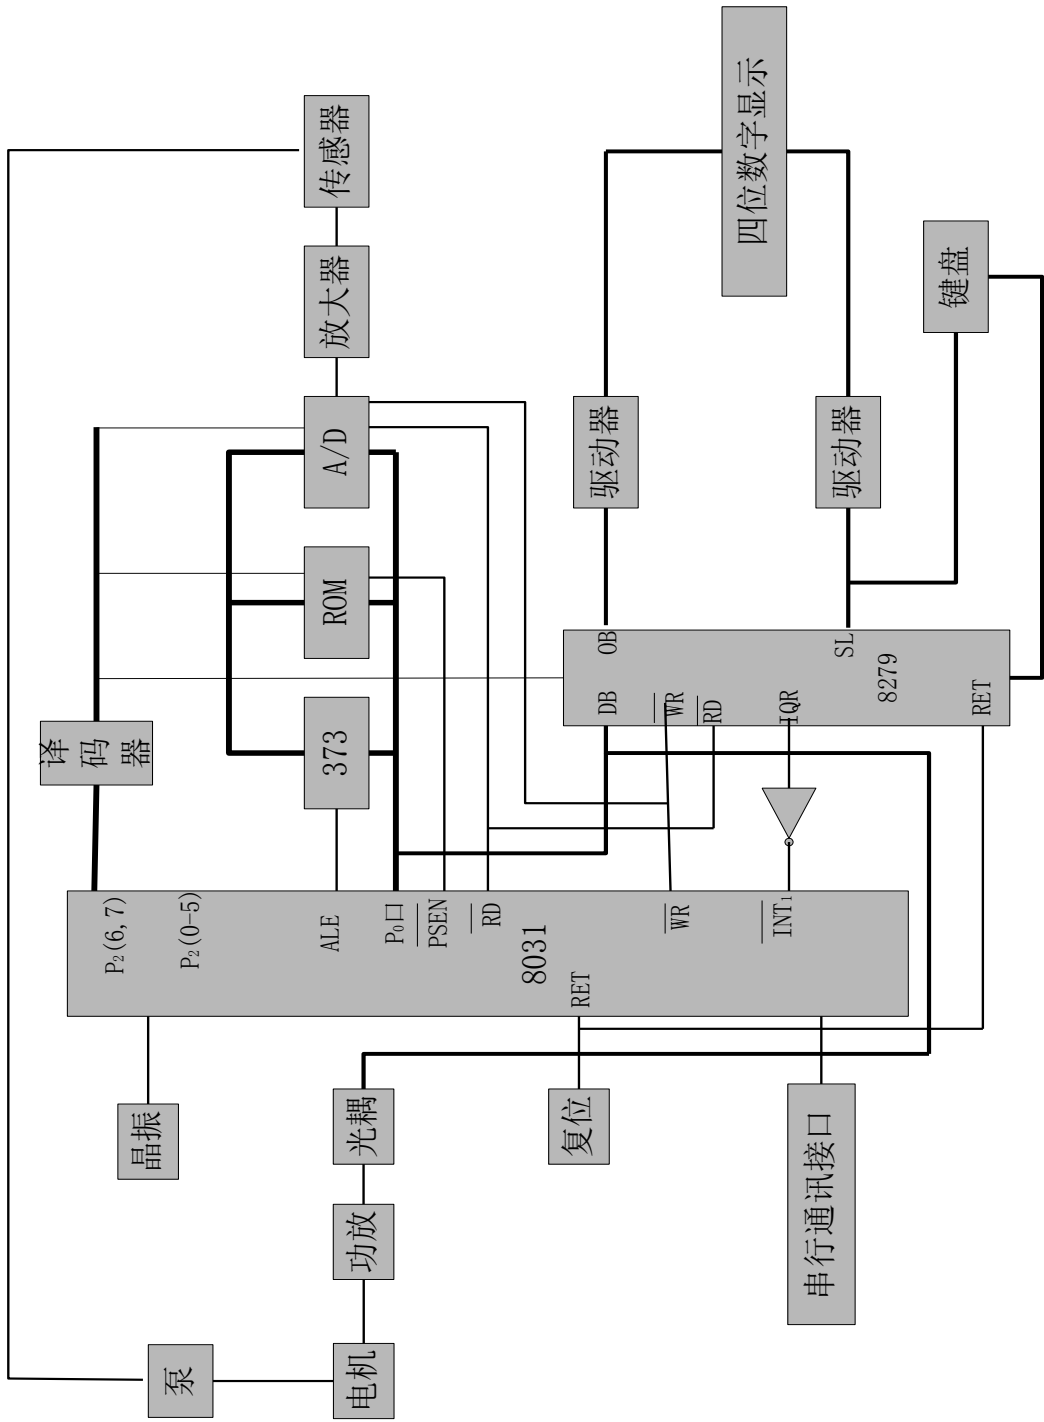 四位数字显示
传感器
放大器
键盘
A/D
驱动器
驱动器
ROM
OB
SL
8279
DB
WR
RD
IQR
RET
译码器
373
P₂(6,7)
P₂(0-5)
ALE
P₀口
PSEN
RD
8031
RET
WR
INT₁
晶振
光耦
复位
串行通讯接口
功放
泵
电机